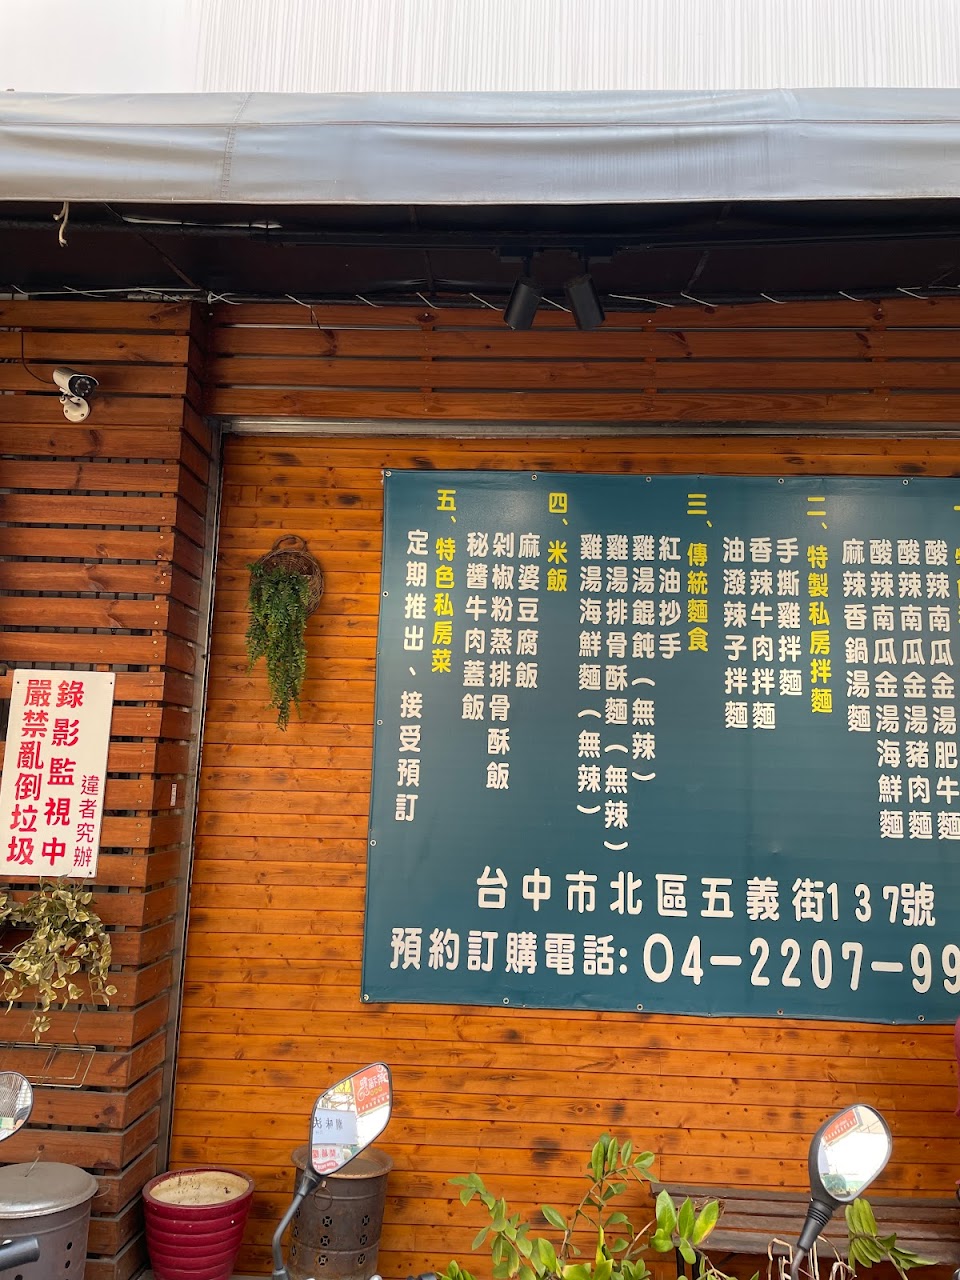 酸辣南瓜金湯肥牛麵
酸辣南瓜金湯豬肉麵
酸辣南瓜金湯海鮮麵
麻辣香鍋湯麵
二、特製私房拌麵
手撕雞拌麵
香辣牛肉拌麵
油潑辣子拌麵
三、傳統麵食
紅油抄手
雞湯餛飩（無辣）
雞湯排骨酥麵（無辣）
雞湯海鮮麵（無辣）
四、米飯
麻婆豆腐飯
剁椒粉蒸排骨酥飯
秘醬牛肉蓋飯
五、特色私房菜
定期推出、接受預訂
台中市北區五義街137號
預約訂購電話:04-2207-99
錄影監視中
嚴禁亂倒垃圾
違者究辦